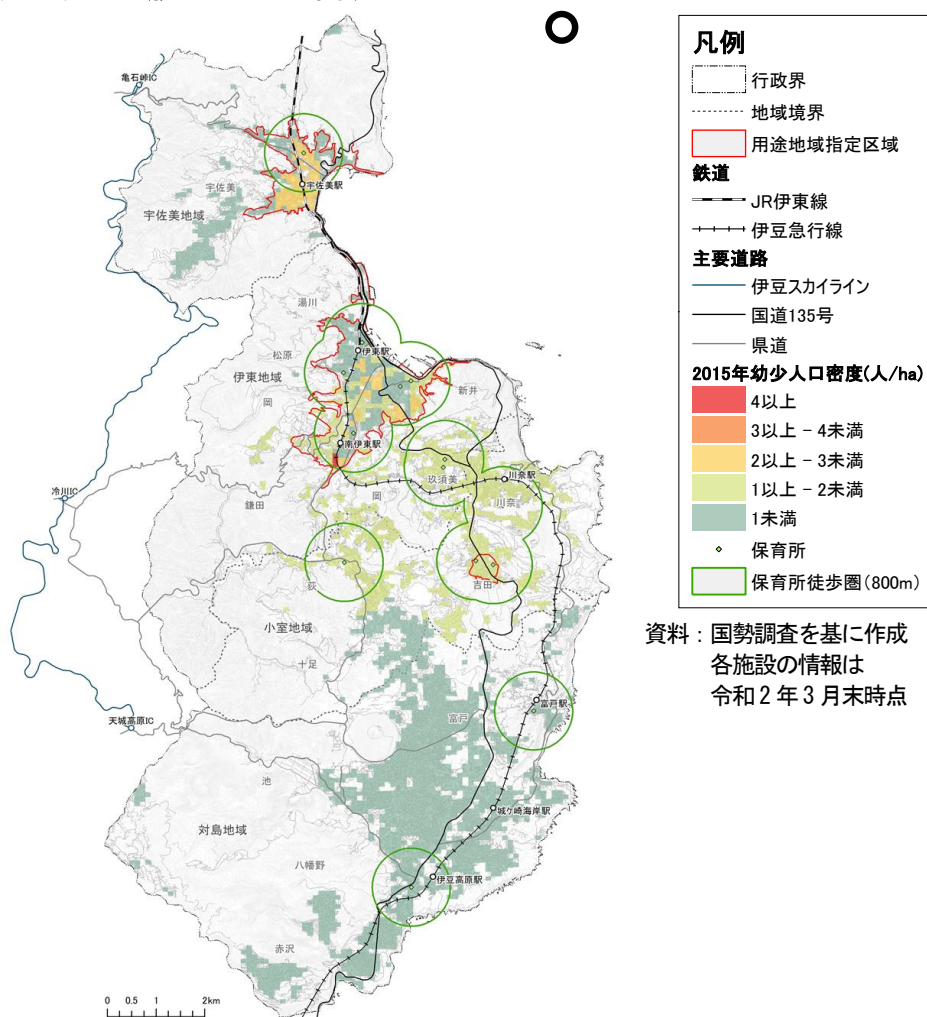 亀石峠IC
宇佐美駅
宇佐美
宇佐美地域
湯川
伊東駅
松原
伊東地域
新井
岡
南伊東駅
玖須美
川奈駅
川奈
冷川IC
鎌田
岡
荻
吉田
小室地域
十足
富戸
富戸駅
天城高原IC
池
城ケ崎海岸駅
対島地域
八幡野
伊豆高原駅
赤沢
0 0.5 1 2km
凡例
行政界
地域境界
用途地域指定区域
鉄道
JR伊東線
伊豆急行線
主要道路
伊豆スカイライン
国道135号
県道
2015年幼少人口密度(人/ha)
4以上
3以上 - 4未満
2以上 - 3未満
1以上 - 2未満
1未満
保育所
保育所徒歩圏(800m)
資料：国勢調査を基に作成
各施設の情報は
令和2年3月末時点